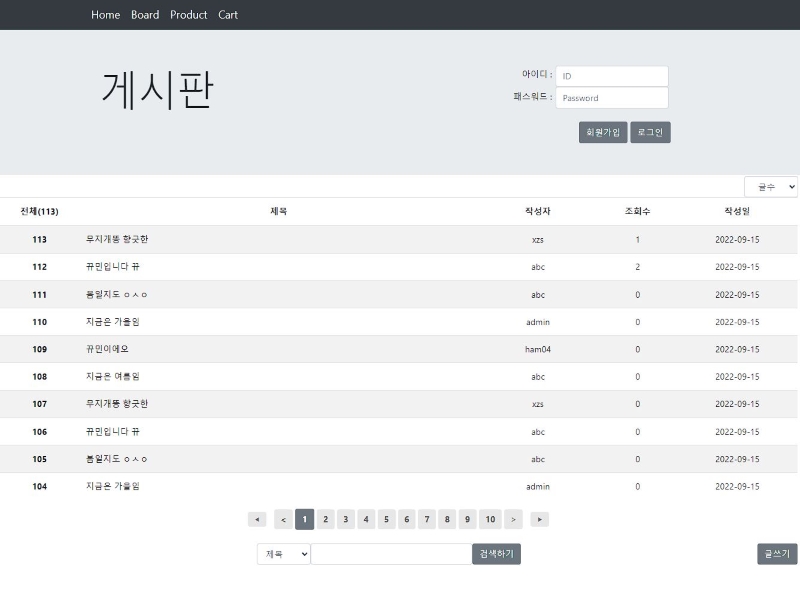 Home Board Product Cart
게시판
아이디 : ID
패스워드 : Password
회원가입 로그인
글수
전체(113) 제목 작성자 조회수 작성일
113 무지개똥 향긋한 xzs 1 2022-09-15
112 뀨민입니다 뀨 abc 2 2022-09-15
111 봄일지도 ㅇㅅㅇ abc 0 2022-09-15
110 지금은 가을임 admin 0 2022-09-15
109 뀨민이에오 ham04 0 2022-09-15
108 지금은 여름임 abc 0 2022-09-15
107 무지개똥 향긋한 xzs 0 2022-09-15
106 뀨민입니다 뀨 abc 0 2022-09-15
105 봄일지도 ㅇㅅㅇ abc 0 2022-09-15
104 지금은 가을임 admin 0 2022-09-15
◂ < 1 2 3 4 5 6 7 8 9 10 > ▸
제목 검색하기 글쓰기